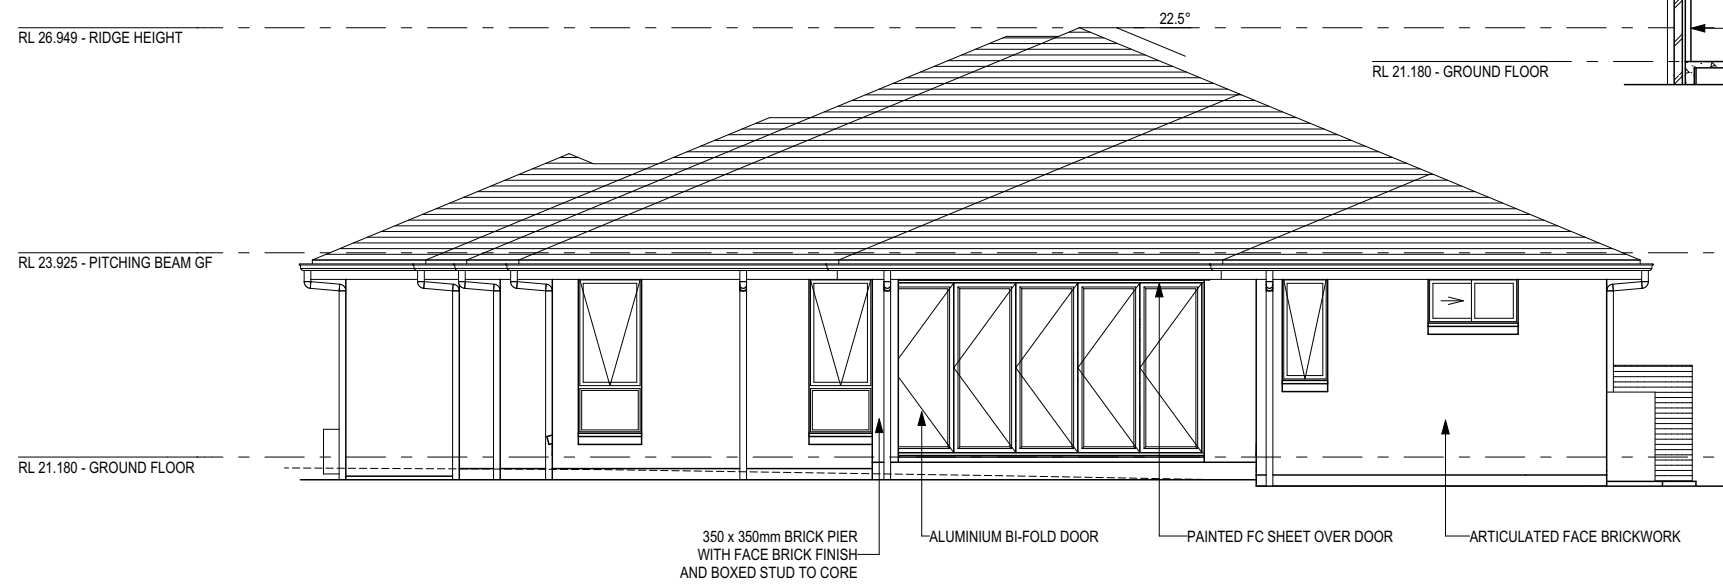 22.5°
RL 26.949 - RIDGE HEIGHT
RL 21.180 - GROUND FLOOR
RL 23.925 - PITCHING BEAM GF
RL 21.180 - GROUND FLOOR
350 x 350mm BRICK PIER
WITH FACE BRICK FINISH
AND BOXED STUD TO CORE
ALUMINIUM BI-FOLD DOOR
PAINTED FC SHEET OVER DOOR
ARTICULATED FACE BRICKWORK